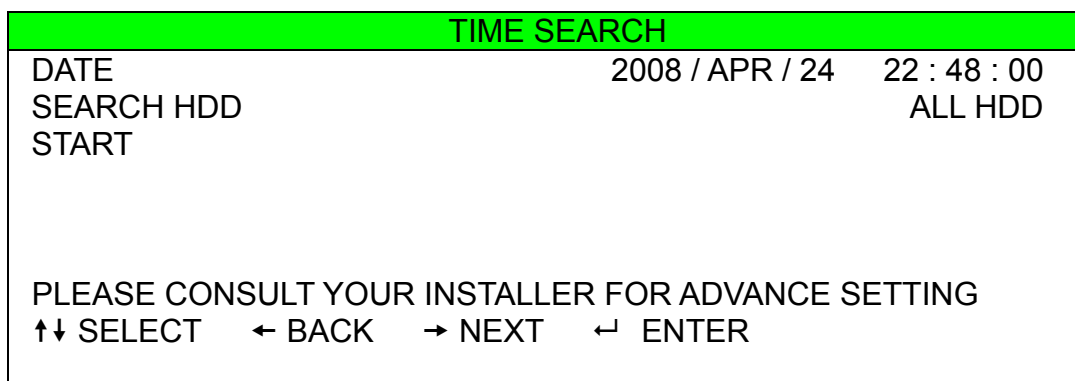 TIME SEARCH
DATE 2008 / APR / 24 22 : 48 : 00
SEARCH HDD ALL HDD
START
PLEASE CONSULT YOUR INSTALLER FOR ADVANCE SETTING
↑↓ SELECT ← BACK → NEXT ↵ ENTER